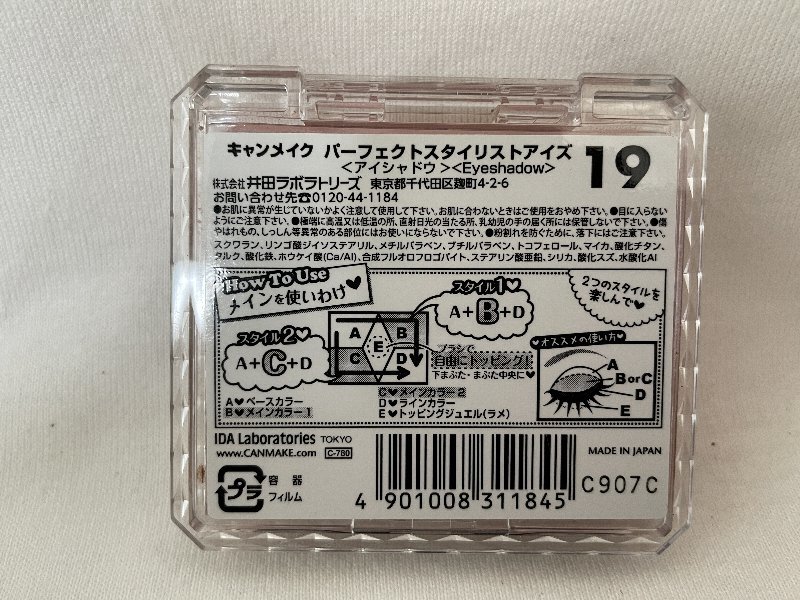 キャンメイク パーフェクトスタイリストアイズ 19
<アイシャドウ><Eyeshadow>
株式会社 井田ラボラトリーズ 東京都千代田区麹町4-2-6
お問い合わせ先☎0120-44-1184
●お肌に異常が生じていないかよく注意して使用して下さい。お肌に合わないときはご使用をおやめ下さい。●目に入らない
ようにご注意下さい。●極端に高温又は低温の所、直射日光の当たる所、乳幼児の手の届く所には保管しないで下さい。●傷
やはれもの、しっしん等異常のある部位にはお使いにならないで下さい。●粉割れを防ぐために、落下にはご注意下さい。
スクワラン、リンゴ酸ジイソステアリル、メチルパラベン、ブチルパラベン、トコフェロール、マイカ、酸化チタン、
タルク、酸化鉄、ホウケイ酸(Ca/Al)、合成フルオロフロゴパイト、ステアリン酸亜鉛、シリカ、酸化スズ、水酸化Al
How To Use
メインを使いわけ♥
スタイル1♥
A+B+D
2つのスタイルを
楽しんで♥
スタイル2♥
A+C+D
A B
E
C D
ブラシで
自由にトッピング!
下まぶた・まぶた中央に♥
♥オススメの使い方♥
A
B or C
D
E
A♥ベースカラー
B♥メインカラー1
C♥メインカラー2
D♥ラインカラー
E♥トッピングジュエル(ラメ)
IDA Laboratories TOKYO
www.CANMAKE.com C-780
MADE IN JAPAN
プラ
容器
フィルム
4 901008 311845
C907C